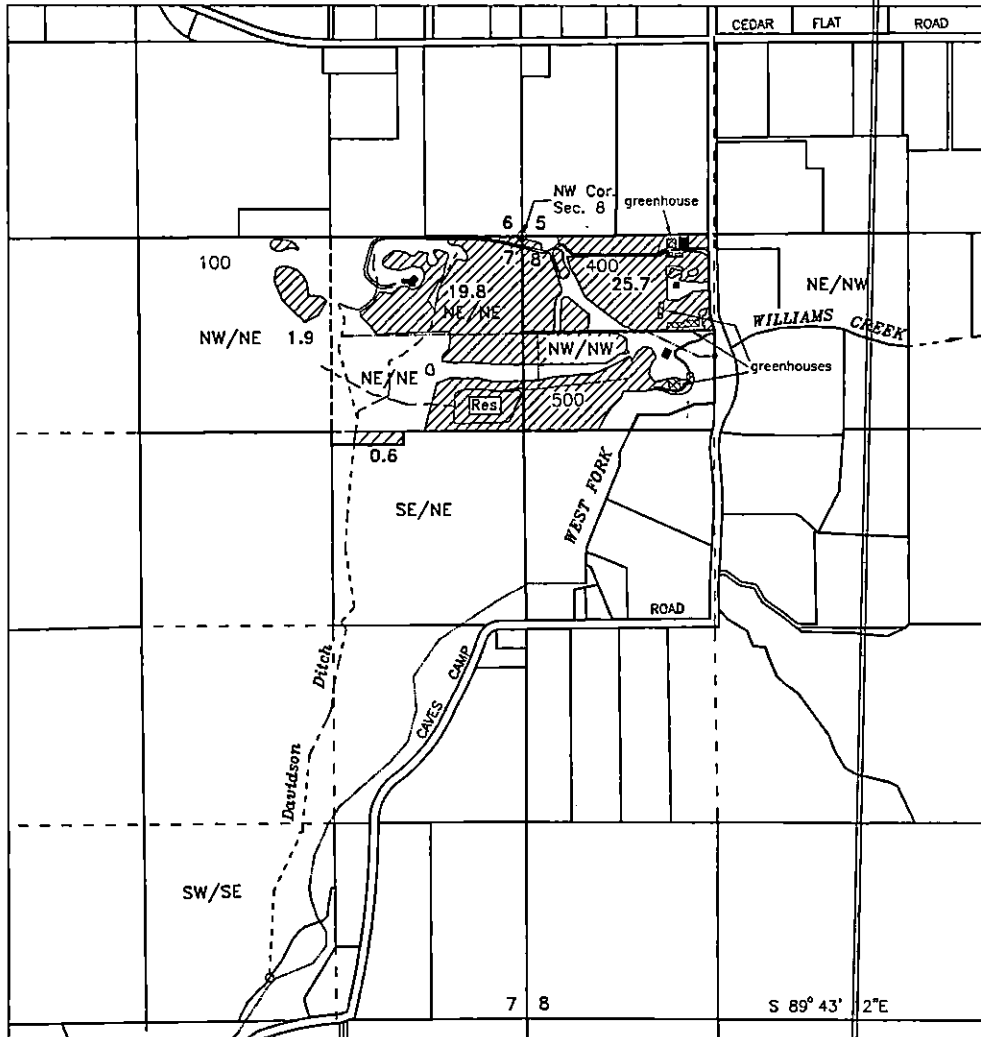 CEDAR FLAT ROAD
NW Cor.
Sec. 8
greenhouse
6 5
7 8
100
400
25.7
19.8
NE/NE
NE/NW
WILLIAMS CREEK
NW/NE
1.9
NW/NW
NE/NE
greenhouses
Res
500
0.6
WEST FORK
SE/NE
ROAD
CAVES CAMP
Davidson Ditch
SW/SE
7 8
S 89° 43' 12"E